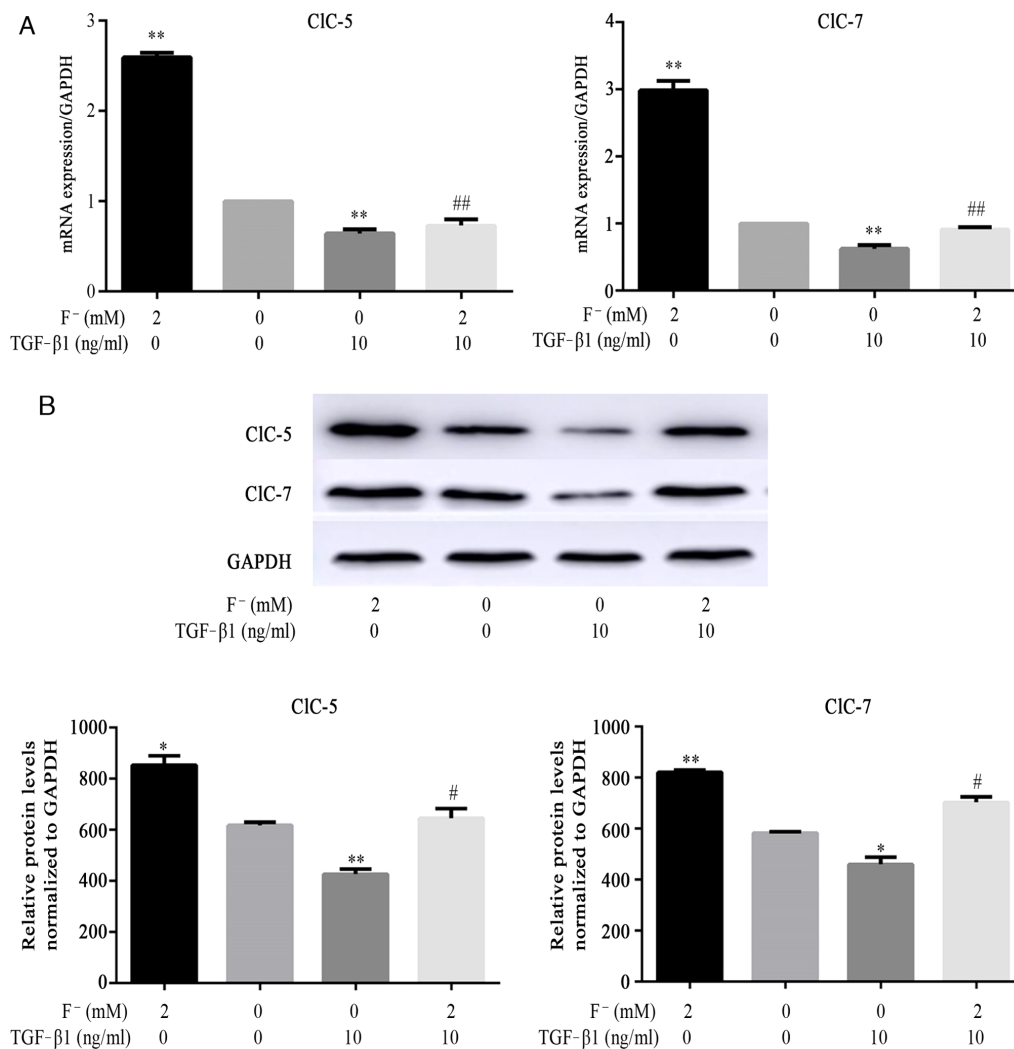 A
ClC-5
mRNA expression/GAPDH
3
2
1
0
**
**
##
F⁻ (mM) 2 0 0 2
TGF-β1 (ng/ml) 0 0 10 10
ClC-7
mRNA expression/GAPDH
4
3
2
1
0
**
**
##
F⁻ (mM) 2 0 0 2
TGF-β1 (ng/ml) 0 0 10 10
B
ClC-5
ClC-7
GAPDH
F⁻ (mM) 2 0 0 2
TGF-β1 (ng/ml) 0 0 10 10
ClC-5
Relative protein levels
normalized to GAPDH
1000
800
600
400
200
0
*
**
#
F⁻ (mM) 2 0 0 2
TGF-β1 (ng/ml) 0 0 10 10
ClC-7
Relative protein levels
normalized to GAPDH
1000
800
600
400
200
0
**
*
#
F⁻ (mM) 2 0 0 2
TGF-β1 (ng/ml) 0 0 10 10